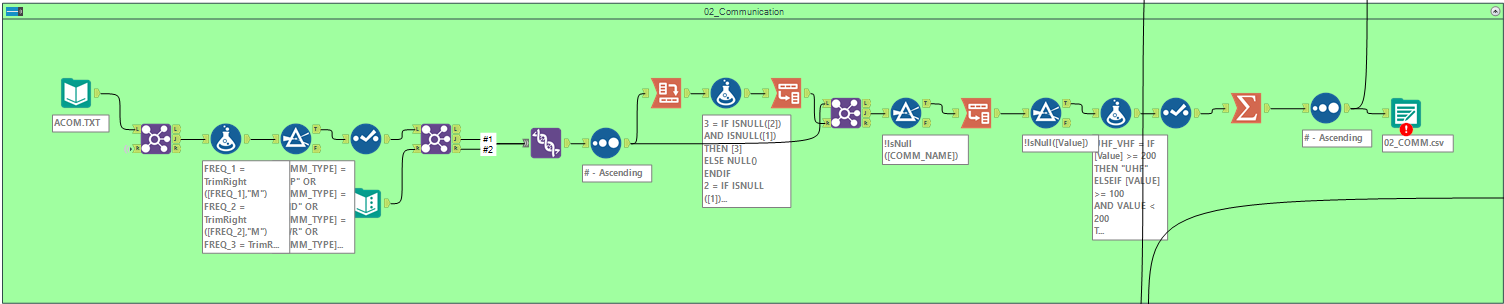 02_Communication
ACOM.TXT
FREQ_1 =
TrimRight
([FREQ_1],"M")
FREQ_2 =
TrimRight
([FREQ_2],"M")
FREQ_3 = TrimR...
MM_TYPE] =
P" OR
MM_TYPE] =
D" OR
MM_TYPE] =
/R" OR
MM_TYPE]...
#1
#2
# - Ascending
3 = IF ISNULL([2])
AND ISNULL([1])
THEN [3]
ELSE NULL()
ENDIF
2 = IF ISNULL
([1])...
!IsNull
([COMM_NAME])
!IsNull([Value])
UHF_VHF = IF
[Value] >= 200
THEN "UHF"
ELSEIF [VALUE]
>= 100
AND VALUE <
200
T...
# - Ascending
02_COMM.csv